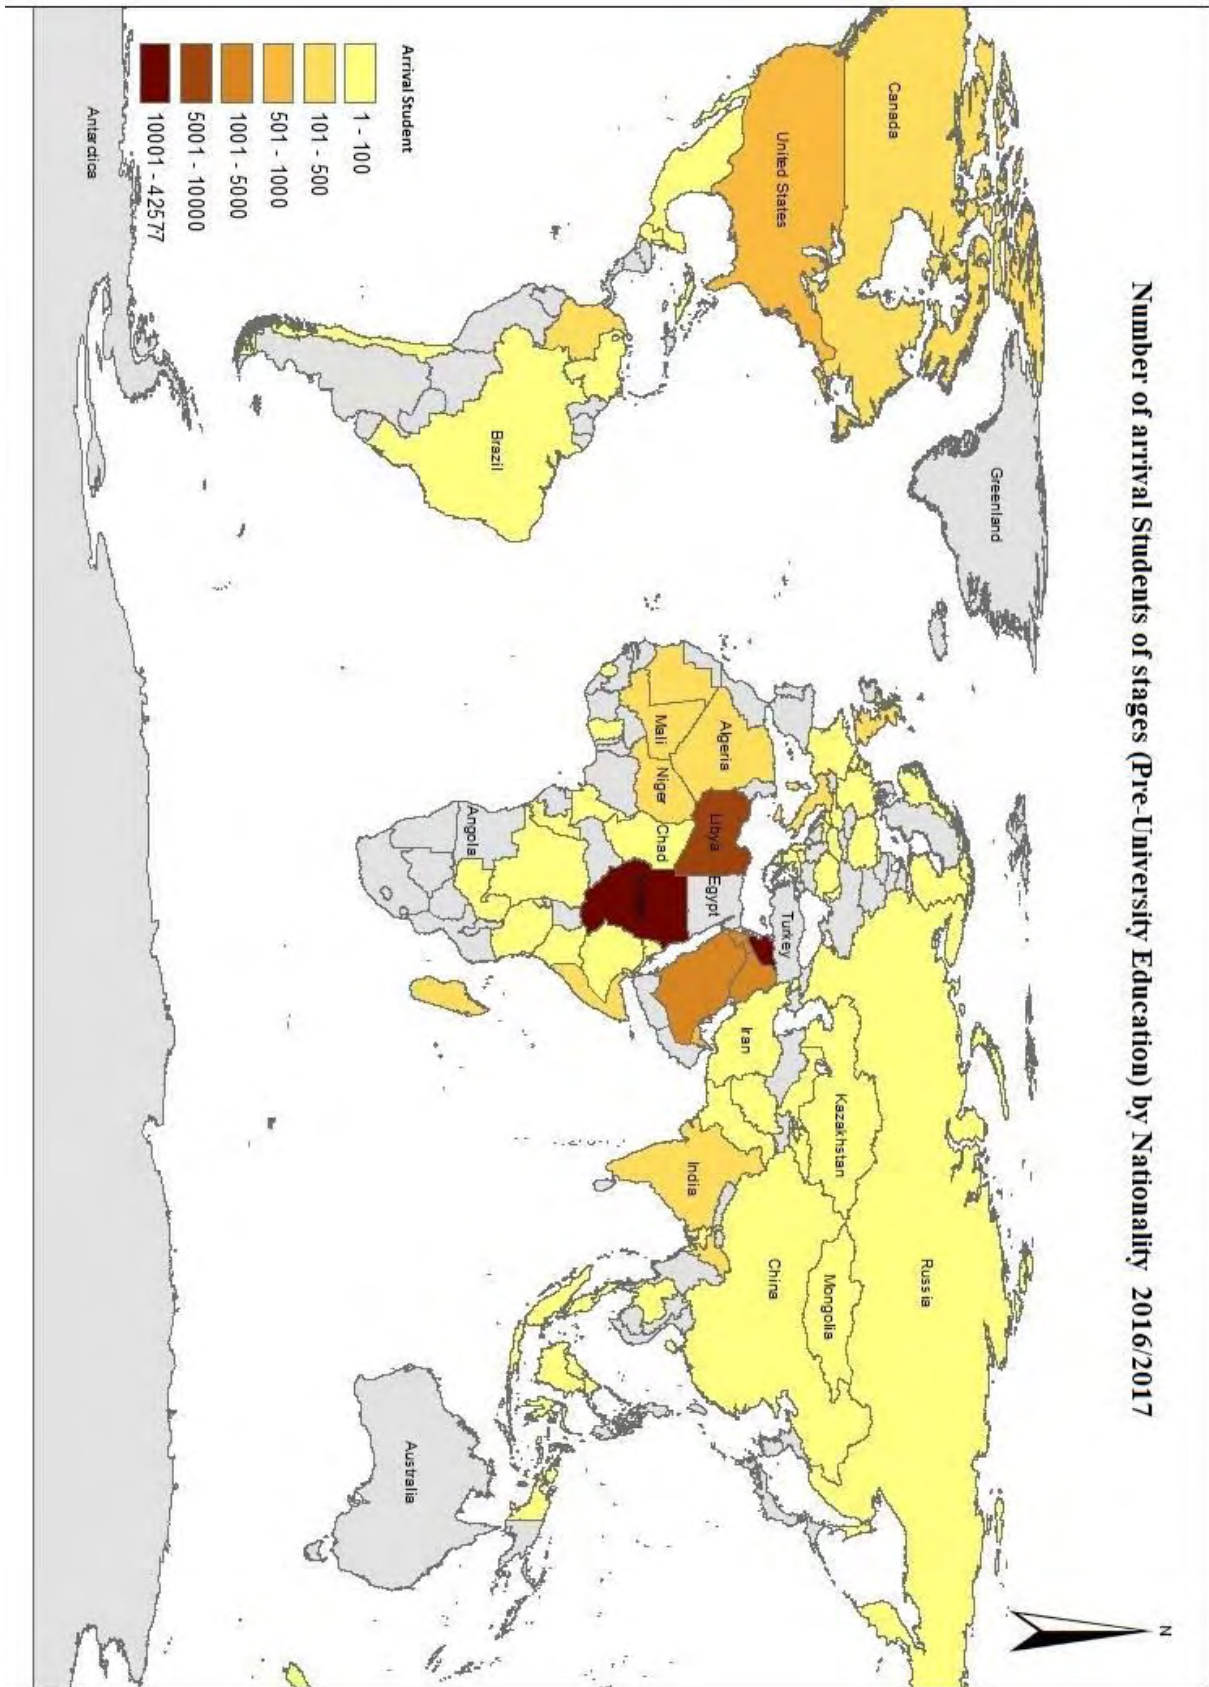 Number of arrival Students of stages (Pre-University Education) by Nationality 2016/2017
N
Greenland
Canada
Russia
United States
Kazakhstan
Mongolia
Turkey
Iran
China
Algeria
Libya
Egypt
India
Mali
Niger
Chad
Brazil
Angola
Australia
Antarctica
Arrival Student
1 - 100
101 - 500
501 - 1000
1001 - 5000
5001 - 10000
10001 - 42577